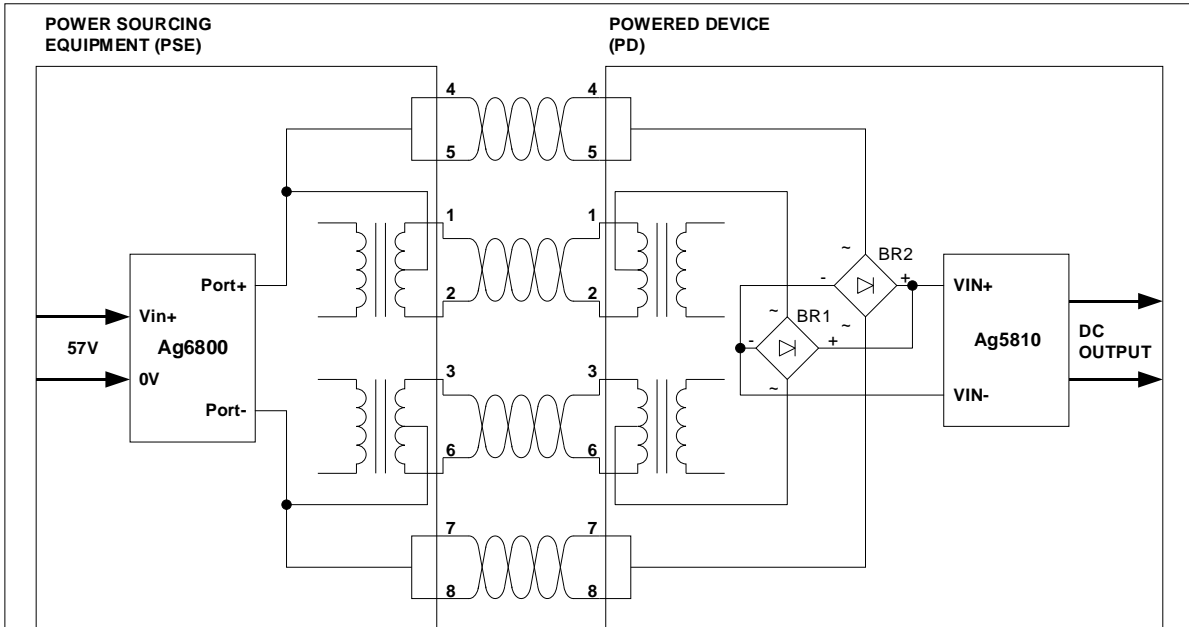 POWER SOURCING
EQUIPMENT (PSE)
POWERED DEVICE
(PD)
4
4
5
5
1
1
2
2
3
3
6
6
7
7
8
8
Port+
Vin+
57V
Ag6800
0V
Port-
~
BR2
-
+
~
~
BR1
-
+
~
VIN+
Ag5810
VIN-
DC
OUTPUT